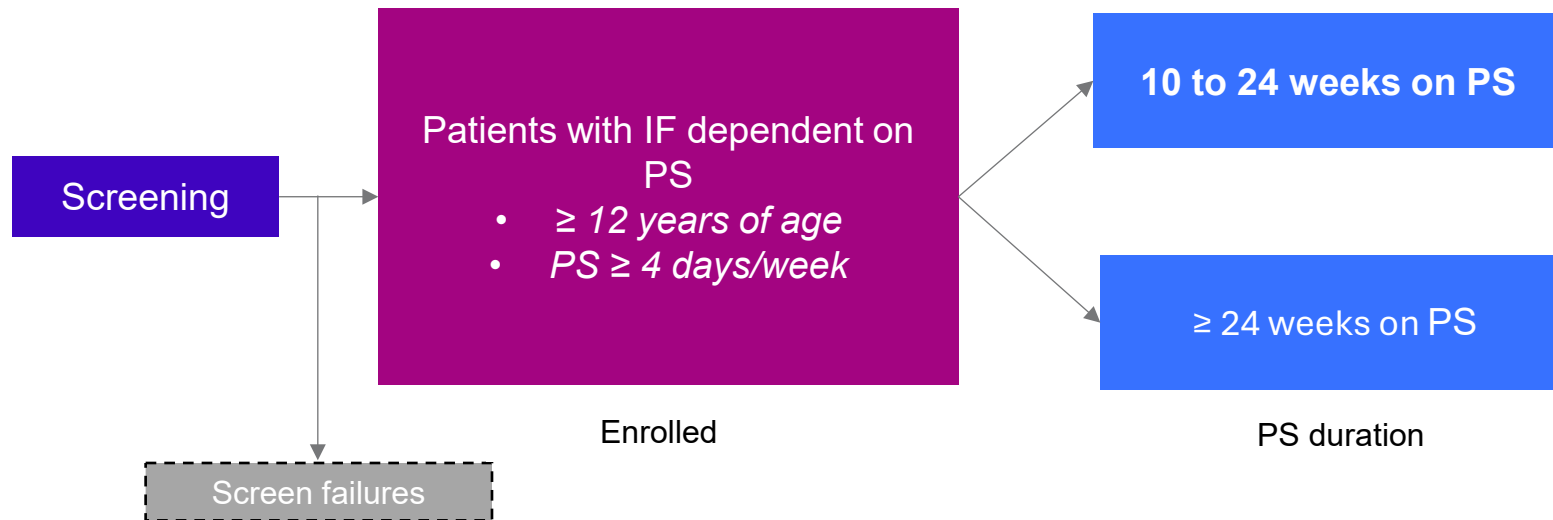 Screening
Patients with IF dependent on
PS
• ≥ 12 years of age
• PS ≥ 4 days/week
10 to 24 weeks on PS
≥ 24 weeks on PS
Enrolled
PS duration
Screen failures